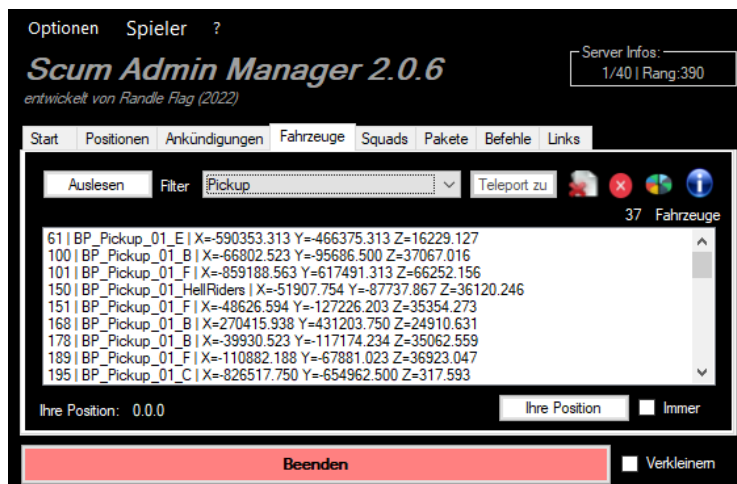 Optionen Spieler ?
Scum Admin Manager 2.0.6
entwickelt von Randle Flag (2022)
Server Infos:
1/40 | Rang:390
Start Positionen Ankündigungen Fahrzeuge Squads Pakete Befehle Links
Auslesen Filter Pickup Teleport zu
37 Fahrzeuge
61 | BP_Pickup_01_E | X=-590353.313 Y=-466375.313 Z=16229.127
100 | BP_Pickup_01_B | X=-66802.523 Y=-95686.500 Z=37067.016
101 | BP_Pickup_01_F | X=-859188.563 Y=617491.313 Z=66252.156
150 | BP_Pickup_01_HellRiders | X=-51907.754 Y=-87737.867 Z=36120.246
151 | BP_Pickup_01_F | X=-48626.594 Y=-127226.203 Z=35354.273
168 | BP_Pickup_01_B | X=270415.938 Y=431203.750 Z=24910.631
178 | BP_Pickup_01_B | X=-39930.523 Y=-117174.234 Z=35062.559
189 | BP_Pickup_01_F | X=-110882.188 Y=-67881.023 Z=36923.047
195 | BP_Pickup_01_C | X=-826517.750 Y=-654962.500 Z=317.593
Ihre Position: 0.0.0 Ihre Position Immer
Beenden Verkleinern